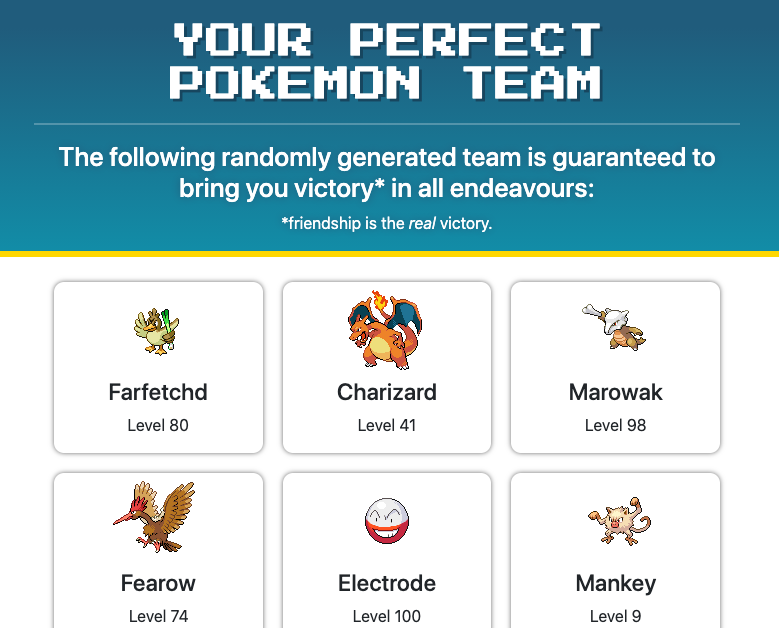 YOUR PERFECT
POKEMON TEAM
The following randomly generated team is guaranteed to
bring you victory* in all endeavours:
*friendship is the real victory.
Farfetchd
Level 80
Charizard
Level 41
Marowak
Level 98
Fearow
Level 74
Electrode
Level 100
Mankey
Level 9